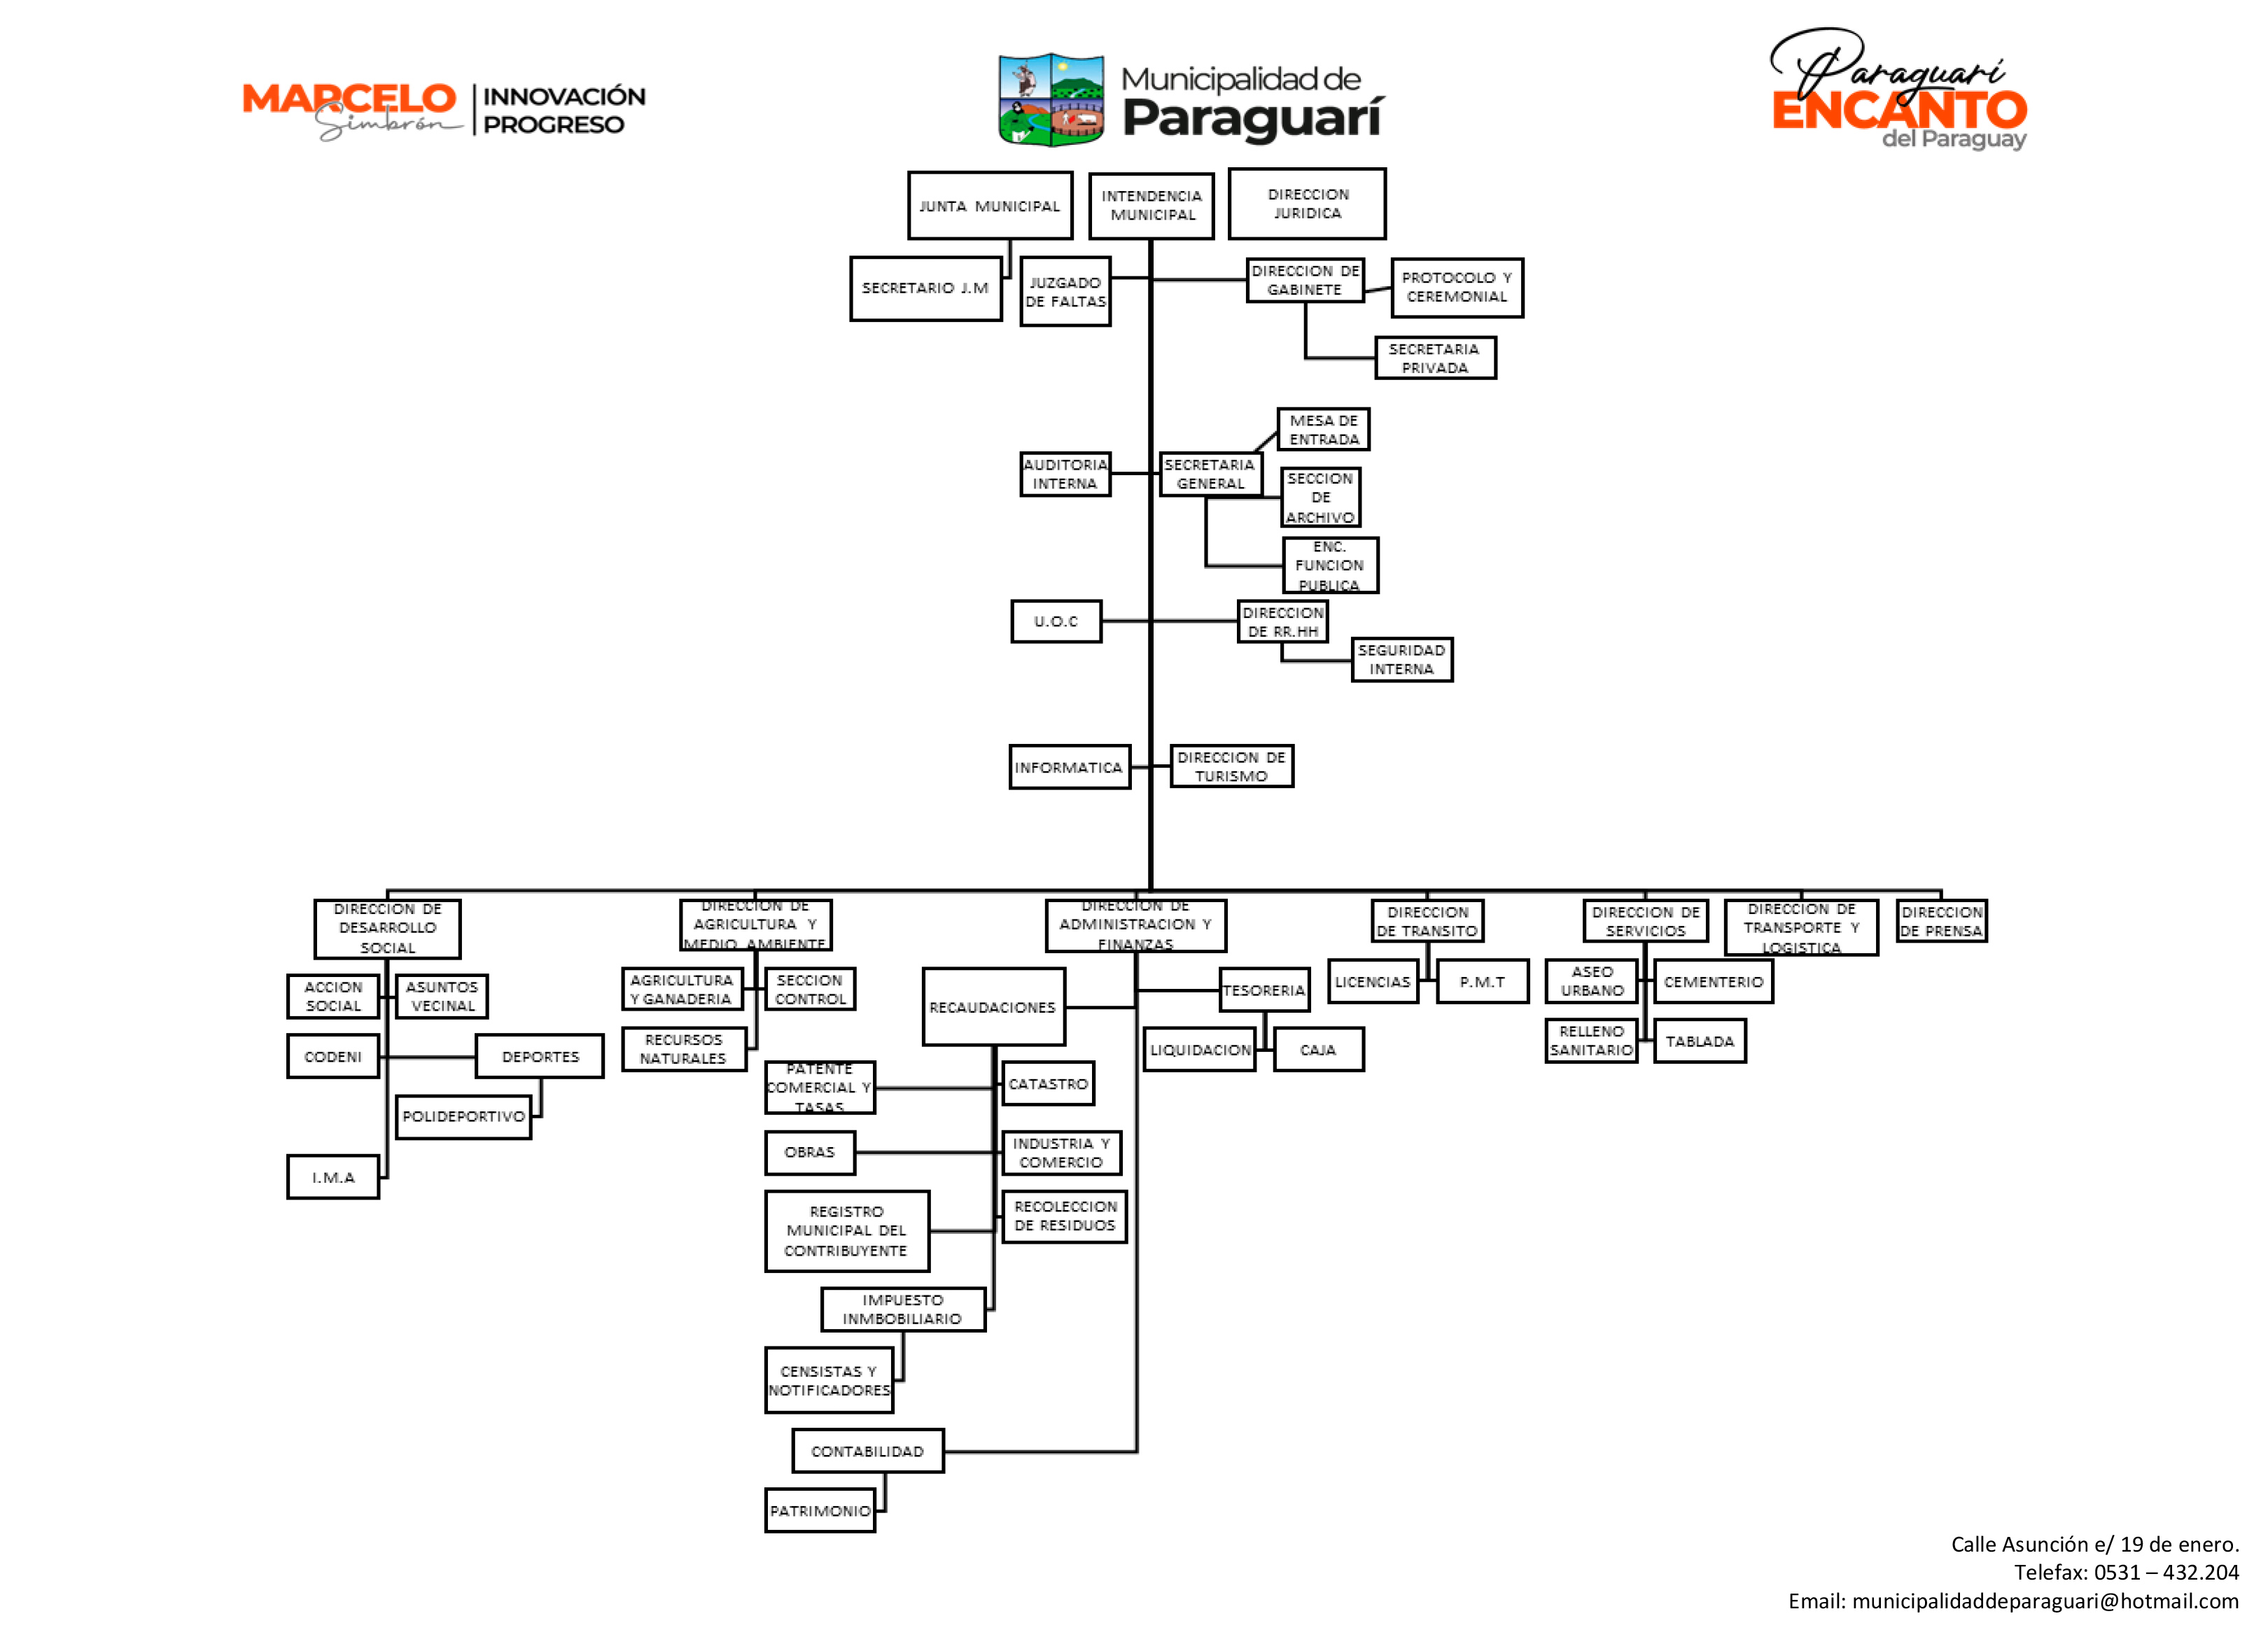 MARCELO
Simbrón
INNOVACIÓN
PROGRESO
Municipalidad de
Paraguarí
Paraguarí
ENCANTO
del Paraguay
JUNTA MUNICIPAL
INTENDENCIA
MUNICIPAL
DIRECCION
JURIDICA
SECRETARIO J.M
JUZGADO
DE FALTAS
DIRECCION DE
GABINETE
PROTOCOLO Y
CEREMONIAL
SECRETARIA
PRIVADA
MESA DE
ENTRADA
AUDITORIA
INTERNA
SECRETARIA
GENERAL
SECCION
DE
ARCHIVO
ENC.
FUNCION
PUBLICA
U.O.C
DIRECCION
DE RR.HH
SEGURIDAD
INTERNA
INFORMATICA
DIRECCION DE
TURISMO
DIRECCION DE
DESARROLLO
SOCIAL
DIRECCION DE
AGRICULTURA Y
MEDIO AMBIENTE
DIRECCION DE
ADMINISTRACION Y
FINANZAS
DIRECCION
DE TRANSITO
DIRECCION DE
SERVICIOS
DIRECCION DE
TRANSPORTE Y
LOGISTICA
DIRECCION
DE PRENSA
ACCION
SOCIAL
ASUNTOS
VECINAL
AGRICULTURA
Y GANADERIA
SECCION
CONTROL
RECAUDACIONES
TESORERIA
LICENCIAS
P.M.T
ASEO
URBANO
CEMENTERIO
CODENI
DEPORTES
RECURSOS
NATURALES
LIQUIDACION
CAJA
RELLENO
SANITARIO
TABLADA
PATENTE
COMERCIAL Y
TASAS
CATASTRO
POLIDEPORTIVO
OBRAS
INDUSTRIA Y
COMERCIO
I.M.A
REGISTRO
MUNICIPAL DEL
CONTRIBUYENTE
RECOLECCION
DE RESIDUOS
IMPUESTO
INMBOBILIARIO
CENSISTAS Y
NOTIFICADORES
CONTABILIDAD
PATRIMONIO
Calle Asunción e/ 19 de enero.
Telefax: 0531 – 432.204
Email: municipalidaddeparaguari@hotmail.com